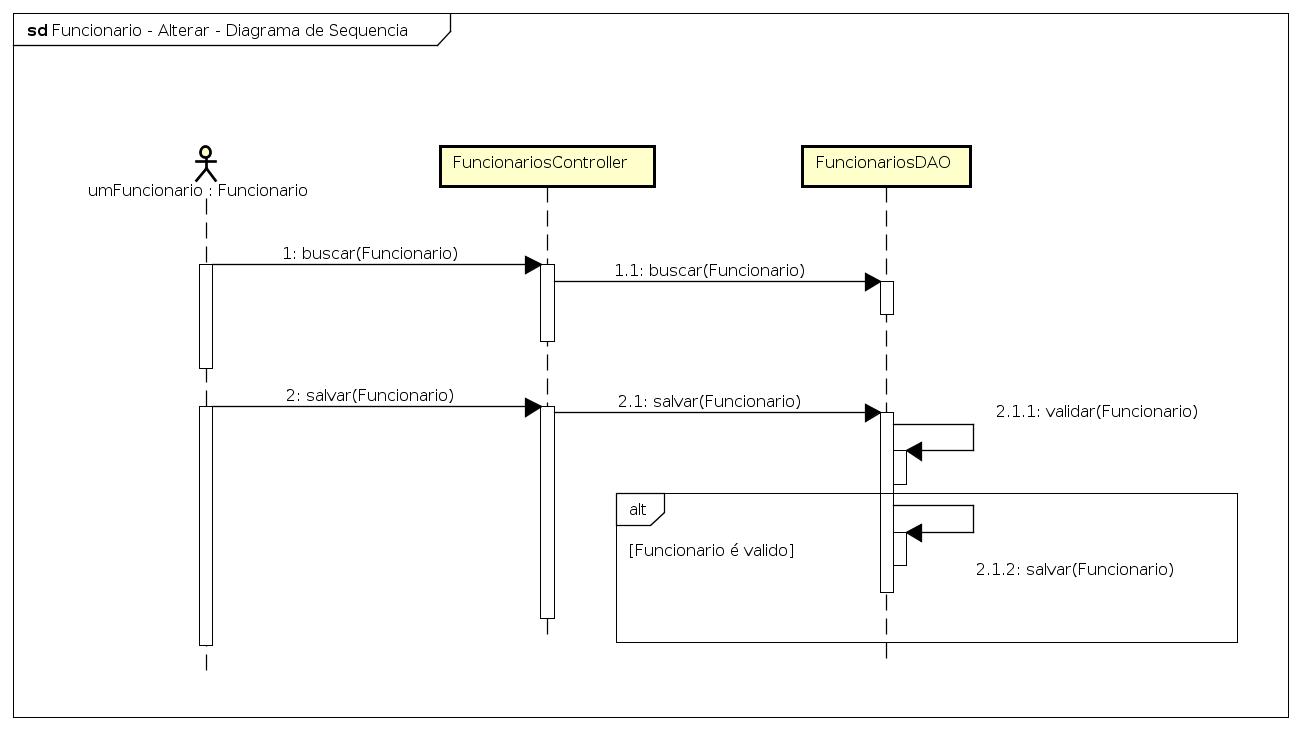 sd Funcionario - Alterar - Diagrama de Sequencia
umFuncionario : Funcionario
FuncionariosController
FuncionariosDAO
1: buscar(Funcionario)
1.1: buscar(Funcionario)
2: salvar(Funcionario)
2.1: salvar(Funcionario)
2.1.1: validar(Funcionario)
alt
[Funcionario é valido]
2.1.2: salvar(Funcionario)